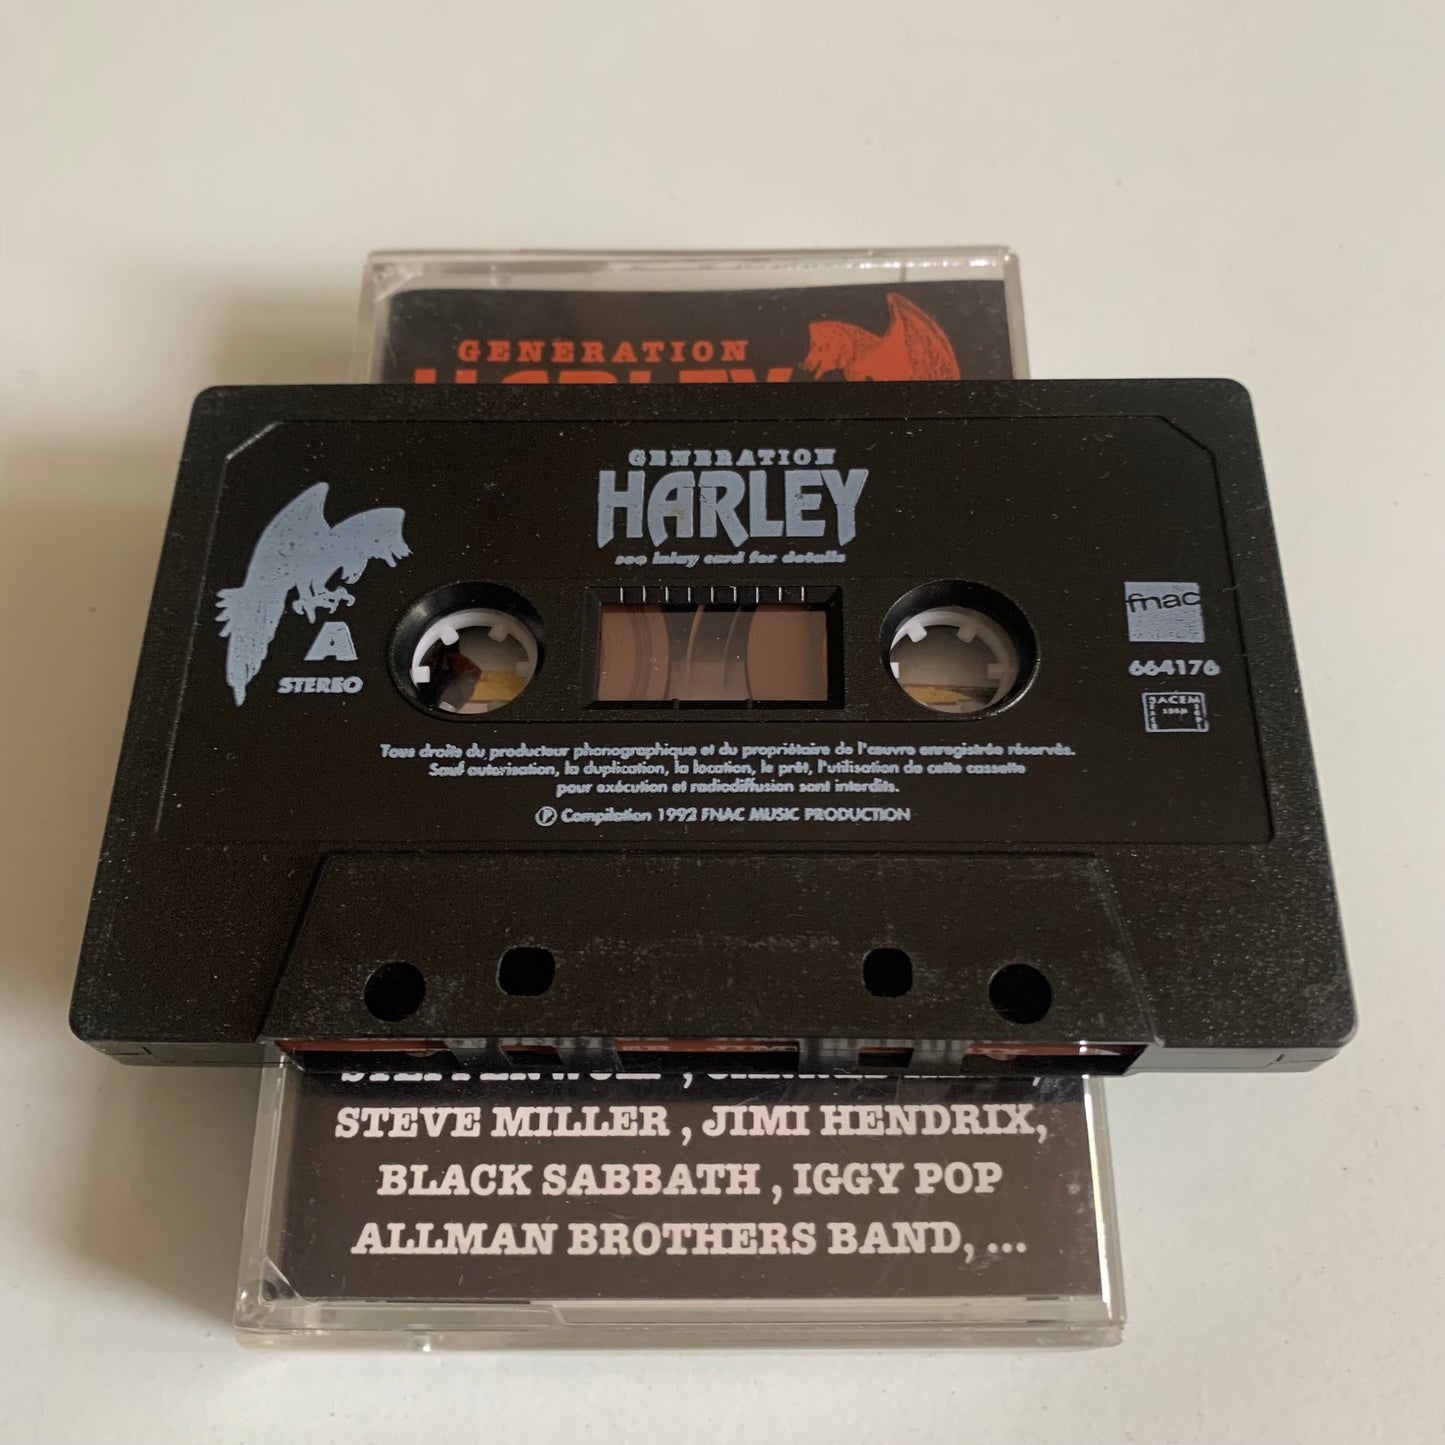 GENERATION
HARLEY
GENERATION
HARLEY
see inlay card for details
A
STEREO
fnac
664176
SACEM
Tous droits du producteur phonographique et du propriétaire de l'œuvre enregistrée réservés.
Sauf autorisation, la duplication, la location, le prêt, l'utilisation de cette cassette
pour exécution et radiodiffusion sont interdits.
℗ Compilation 1992 FNAC MUSIC PRODUCTION
STEPPENWOLF,
STEVE MILLER , JIMI HENDRIX,
BLACK SABBATH , IGGY POP
ALLMAN BROTHERS BAND, ...